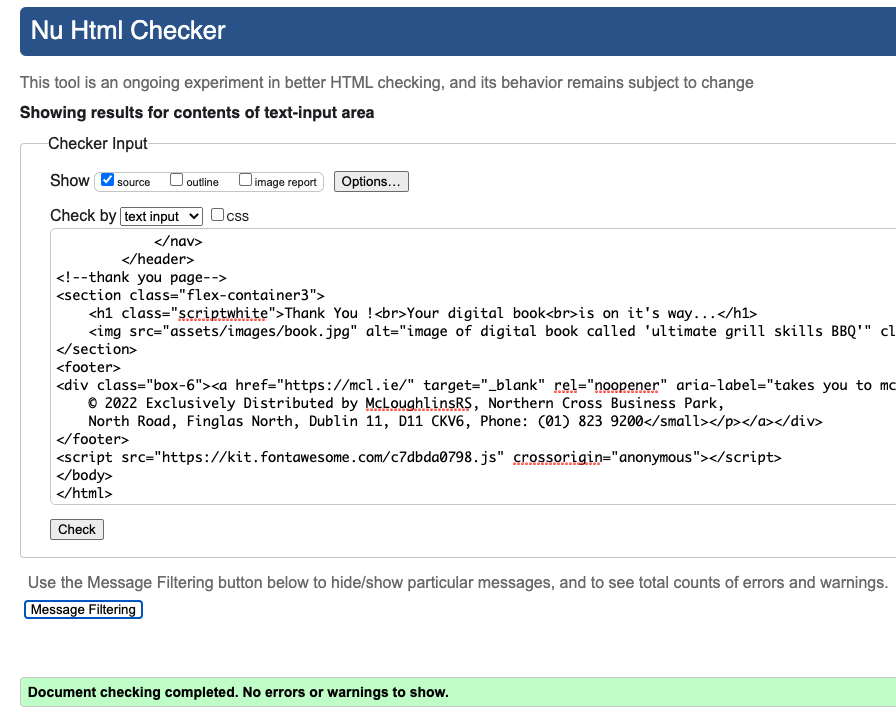 Nu Html Checker
This tool is an ongoing experiment in better HTML checking, and its behavior remains subject to change
Showing results for contents of text-input area
Checker Input
Show source outline image report Options...
Check by text input css
</nav>
</header>
<!--thank you page-->
<section class="flex-container3">
<h1 class="scriptwhite">Thank You !<br>Your digital book<br>is on it's way...</h1>
<img src="assets/images/book.jpg" alt="image of digital book called 'ultimate grill skills BBQ'" cl
</section>
<footer>
<div class="box-6"><a href="https://mcl.ie/" target="_blank" rel="noopener" aria-label="takes you to mc
© 2022 Exclusively Distributed by McLoughlinsRS, Northern Cross Business Park,
North Road, Finglas North, Dublin 11, D11 CKV6, Phone: (01) 823 9200</small></p></a></div>
</footer>
<script src="https://kit.fontawesome.com/c7dbda0798.js" crossorigin="anonymous"></script>
</body>
</html>
Check
Use the Message Filtering button below to hide/show particular messages, and to see total counts of errors and warnings.
Message Filtering
Document checking completed. No errors or warnings to show.